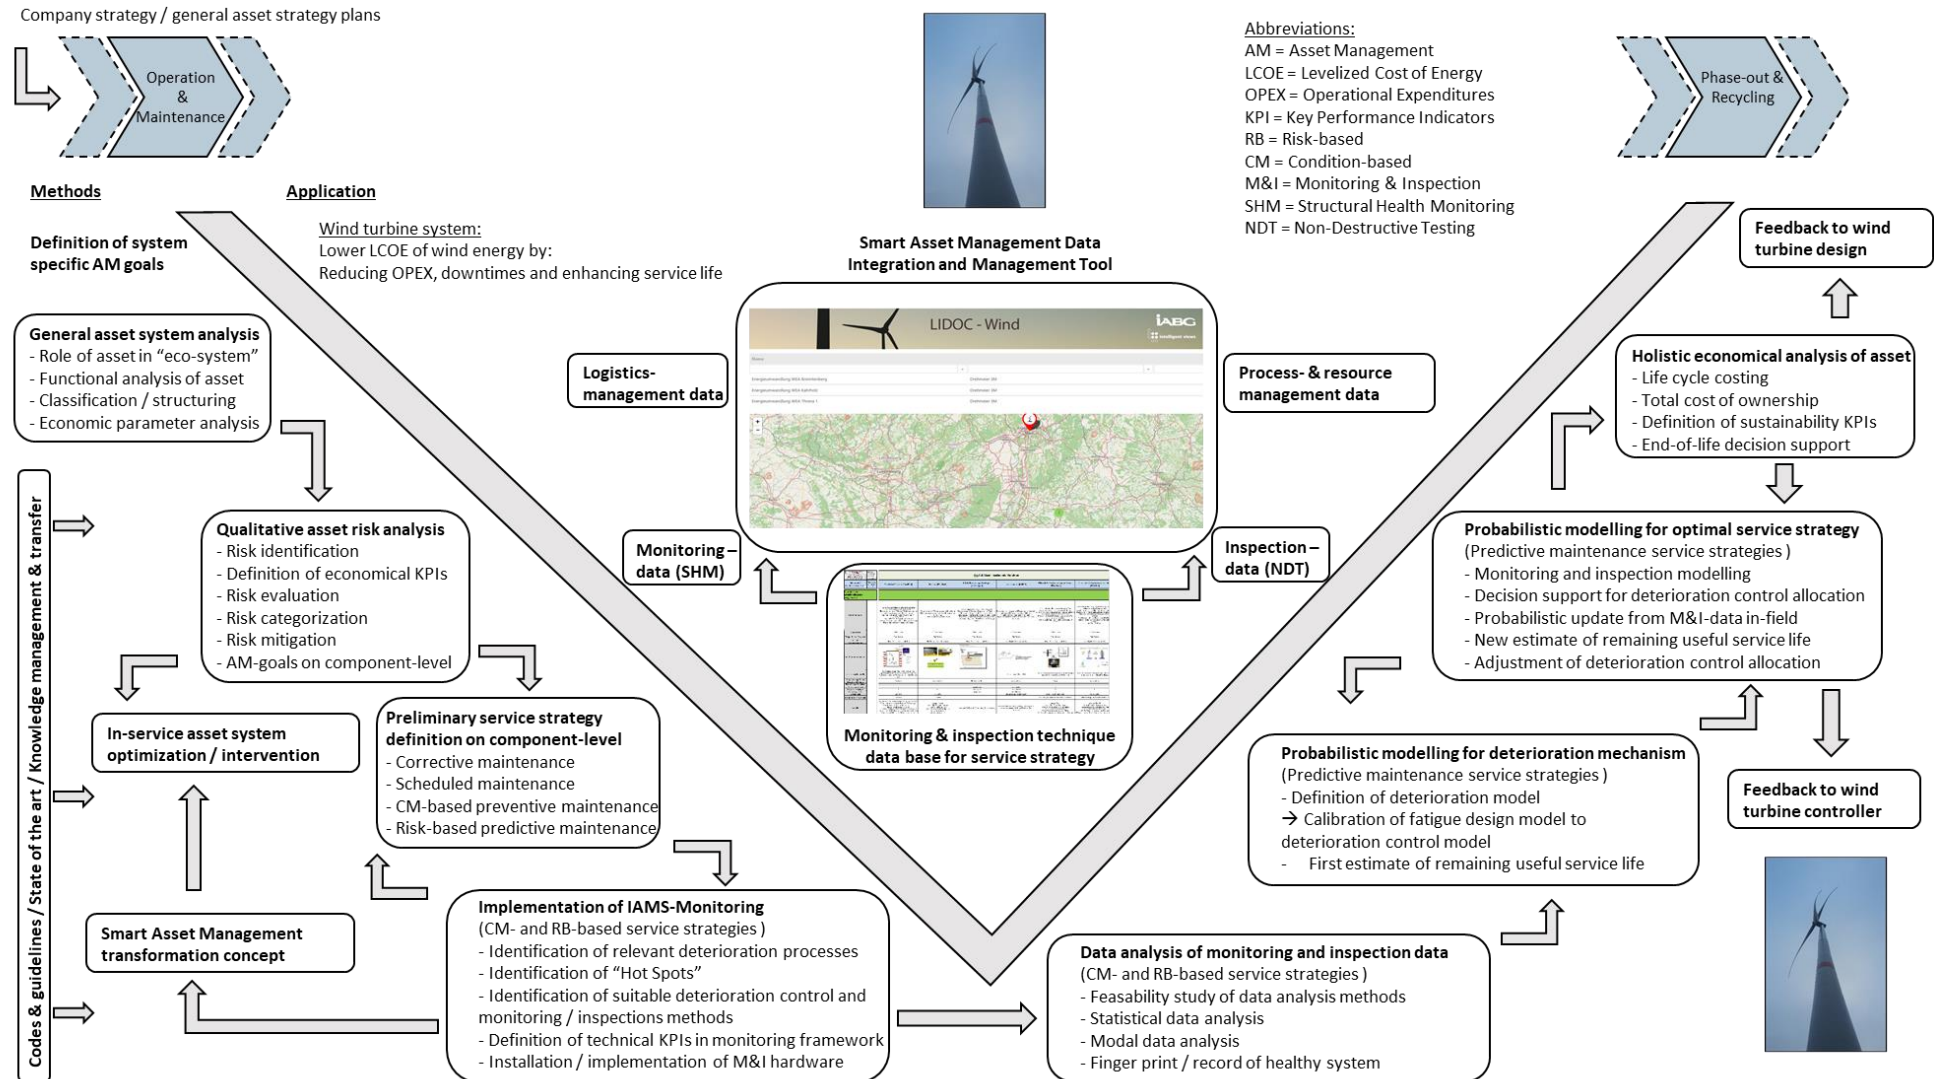 Company strategy / general asset strategy plans
Operation
&
Maintenance
Abbreviations:
AM = Asset Management
LCOE = Levelized Cost of Energy
OPEX = Operational Expenditures
KPI = Key Performance Indicators
RB = Risk-based
CM = Condition-based
M&I = Monitoring & Inspection
SHM = Structural Health Monitoring
NDT = Non-Destructive Testing
Phase-out &
Recycling
Methods
Application
Definition of system
specific AM goals
Wind turbine system:
Lower LCOE of wind energy by:
Reducing OPEX, downtimes and enhancing service life
General asset system analysis
- Role of asset in “eco-system”
- Functional analysis of asset
- Classification / structuring
- Economic parameter analysis
Codes & guidelines / State of the art / Knowledge management & transfer
Qualitative asset risk analysis
- Risk identification
- Definition of economical KPIs
- Risk evaluation
- Risk categorization
- Risk mitigation
- AM-goals on component-level
In-service asset system
optimization / intervention
Preliminary service strategy
definition on component-level
- Corrective maintenance
- Scheduled maintenance
- CM-based preventive maintenance
- Risk-based predictive maintenance
Smart Asset Management
transformation concept
Implementation of IAMS-Monitoring
(CM- and RB-based service strategies )
- Identification of relevant deterioration processes
- Identification of “Hot Spots”
- Identification of suitable deterioration control and
monitoring / inspections methods
- Definition of technical KPIs in monitoring framework
- Installation / implementation of M&I hardware
Smart Asset Management Data
Integration and Management Tool
LIDOC - Wind
iABG
intelligent views
Logistics-
management data
Process- & resource
management data
Monitoring –
data (SHM)
Inspection –
data (NDT)
Monitoring & inspection technique
data base for service strategy
Data analysis of monitoring and inspection data
(CM- and RB-based service strategies )
- Feasability study of data analysis methods
- Statistical data analysis
- Modal data analysis
- Finger print / record of healthy system
Probabilistic modelling for deterioration mechanism
(Predictive maintenance service strategies )
- Definition of deterioration model
→ Calibration of fatigue design model to
deterioration control model
- First estimate of remaining useful service life
Probabilistic modelling for optimal service strategy
(Predictive maintenance service strategies )
- Monitoring and inspection modelling
- Decision support for deterioration control allocation
- Probabilistic update from M&I-data in-field
- New estimate of remaining useful service life
- Adjustment of deterioration control allocation
Holistic economical analysis of asset
- Life cycle costing
- Total cost of ownership
- Definition of sustainability KPIs
- End-of-life decision support
Feedback to wind
turbine design
Feedback to wind
turbine controller